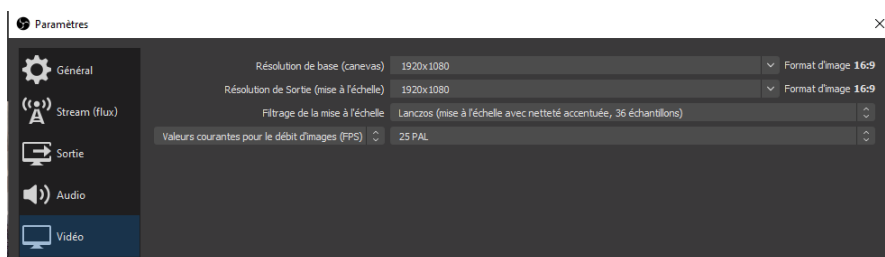 Paramètres
Général
Stream (flux)
Sortie
Audio
Vidéo
Résolution de base (canevas) 1920x1080 Format d'image 16:9
Résolution de Sortie (mise à l'échelle) 1920x1080 Format d'image 16:9
Filtrage de la mise à l'échelle Lanczos (mise à l'échelle avec netteté accentuée, 36 échantillons)
Valeurs courantes pour le débit d'images (FPS) 25 PAL